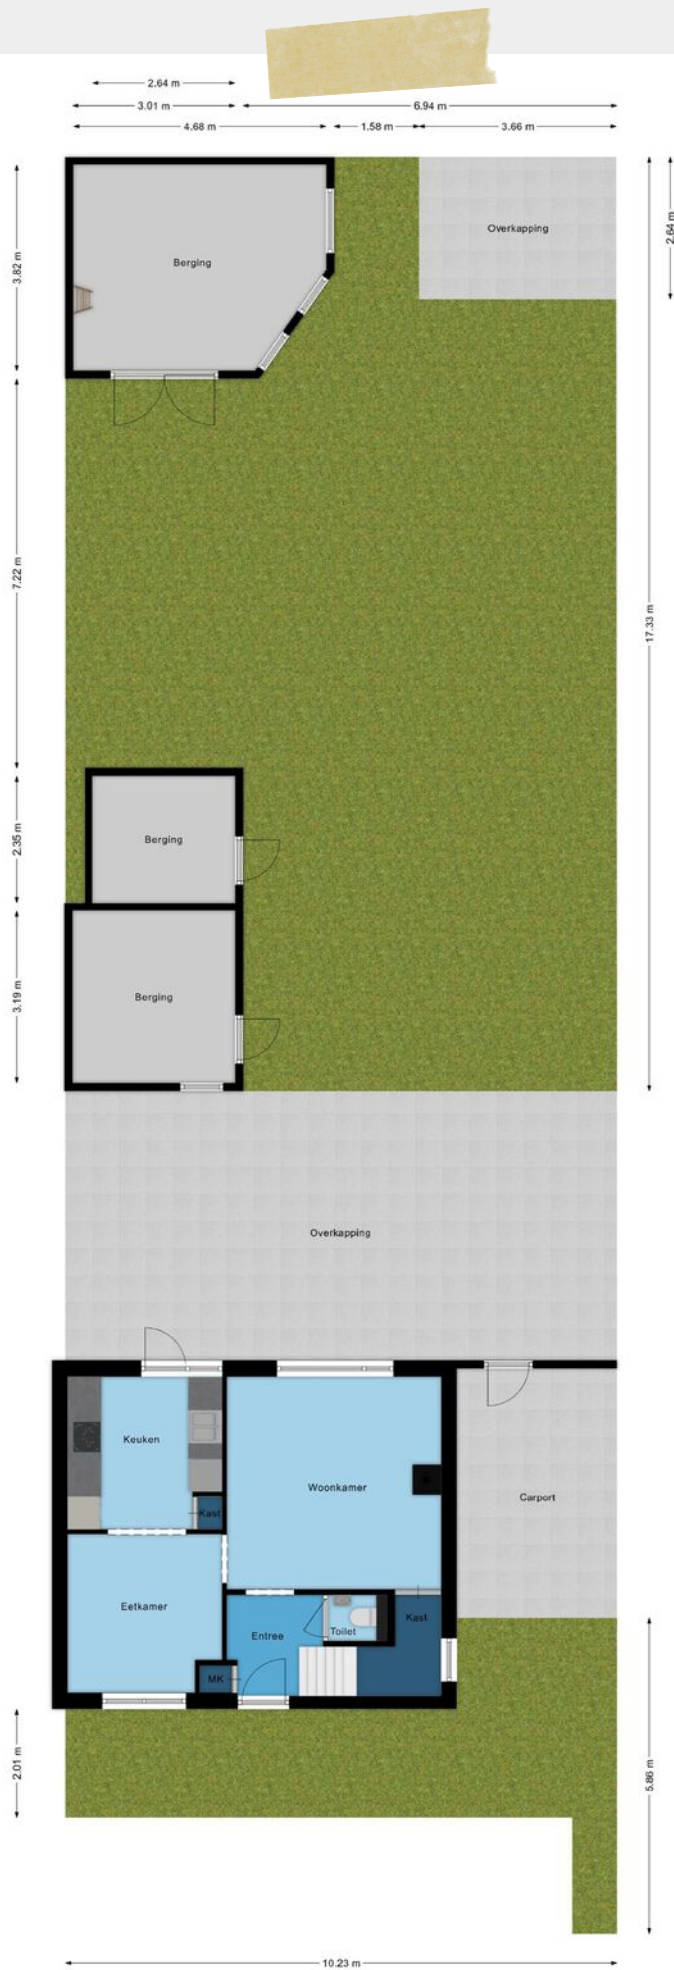 2.64 m
3.01 m
6.94 m
4.68 m
1.58 m
3.66 m
3.82 m
Berging
Overkapping
2.64 m
7.22 m
17.33 m
2.35 m
Berging
3.19 m
Berging
Overkapping
Keuken
Woonkamer
Kast
Carport
Eetkamer
Entree
Toilet
Kast
MK
2.01 m
5.86 m
10.23 m